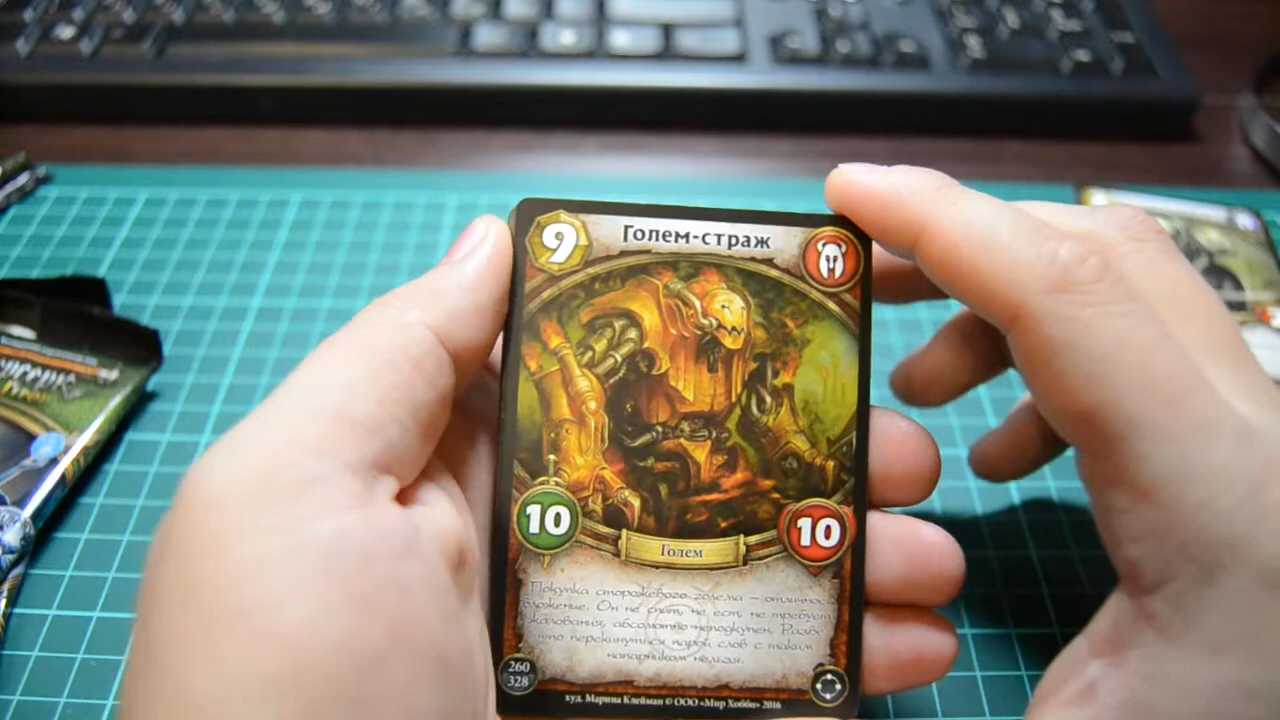 9
Голем-страж
10
10
Голем
Покупка сторожевого голема – отличное
вложение. Он не спит, не ест, не требует
жалования, абсолютно неподкупен. Разве
что перекинуться парой слов с таким
напарником нельзя.
260
328
худ. Марина Клейман © ООО «Мир Хобби» 2016